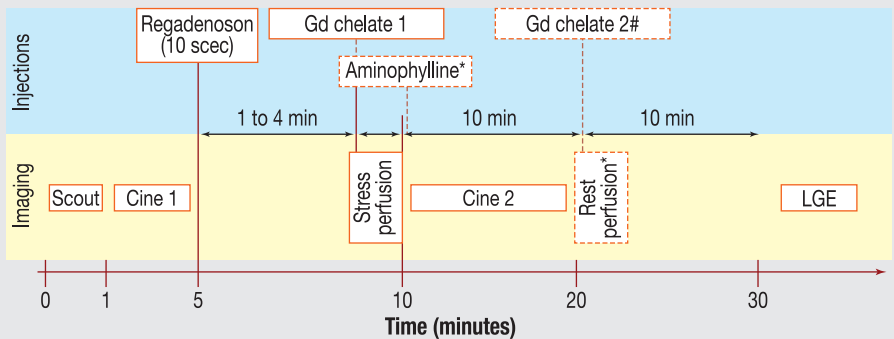 Injections
Regadenoson
(10 scec)
Gd chelate 1
Gd chelate 2#
Aminophylline*
1 to 4 min
10 min
10 min
Imaging
Scout
Cine 1
Stress
perfusion
Cine 2
Rest
perfusion*
LGE
0
1
5
10
20
30
Time (minutes)